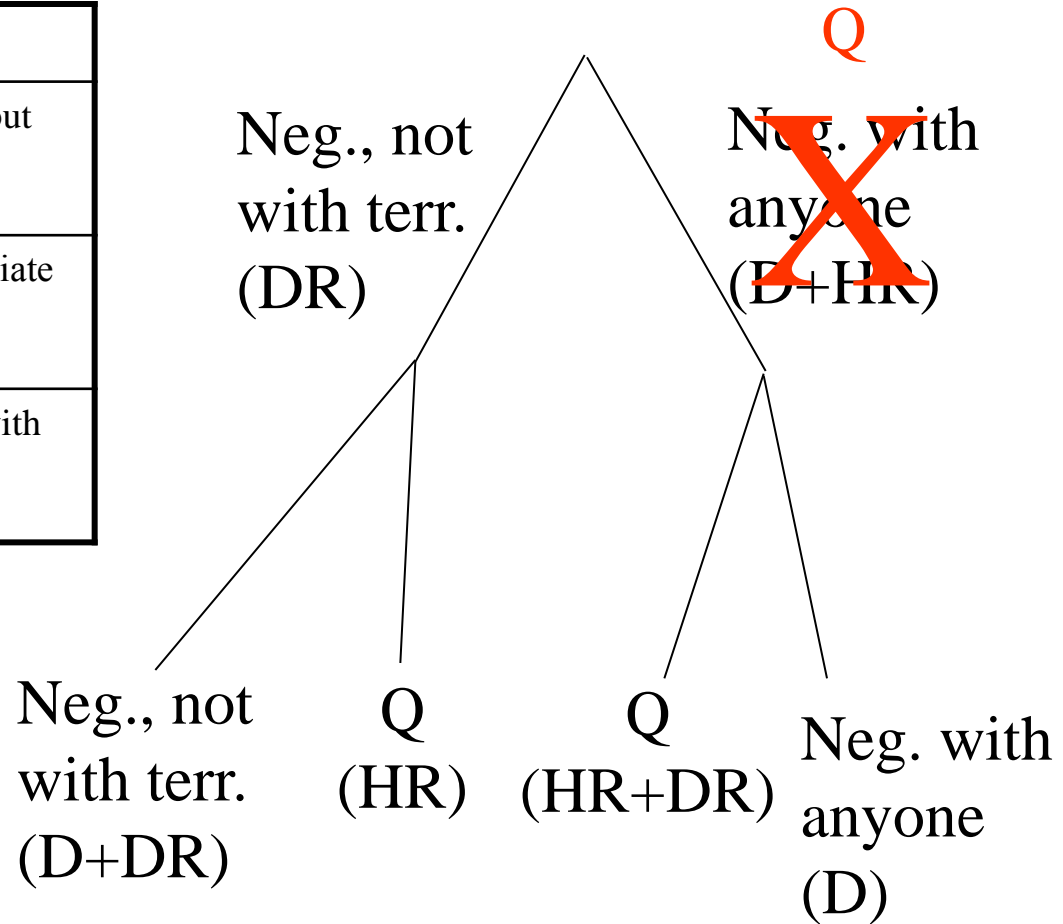 Q
Neg., not
with terr.
(DR)
Neg. with
anyone
(D+HR)
X
Neg., not
with terr.
(D+DR)
Q
(HR)
Q
(HR+DR)
Neg. with
anyone
(D)